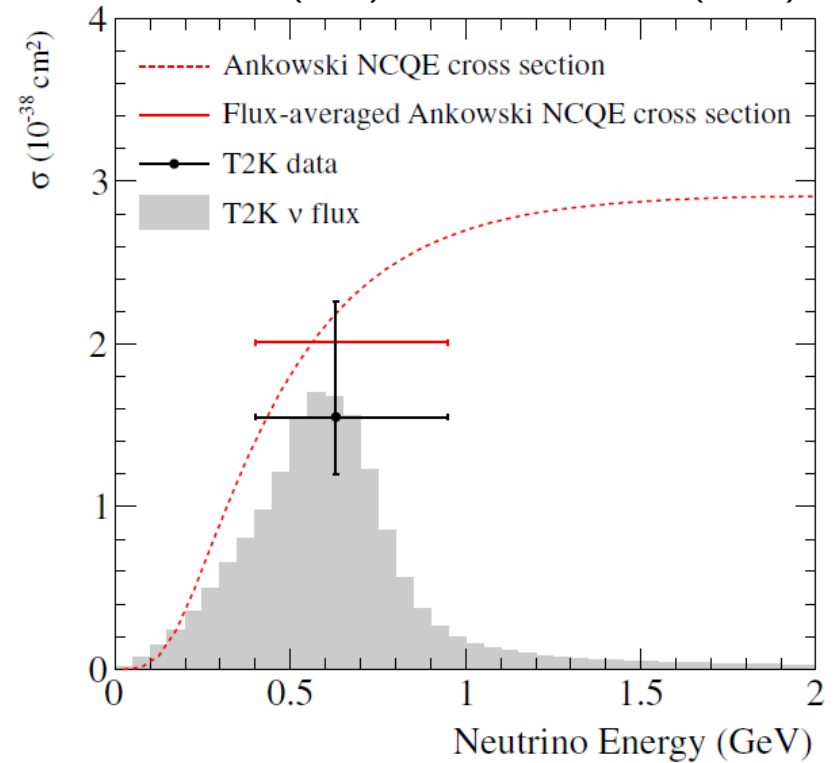 4
Ankowski NCQE cross section
Flux-averaged Ankowski NCQE cross section
T2K data
T2K ν flux
σ (10⁻³⁸ cm²)
3
2
1
0
0 0.5 1 1.5 2
Neutrino Energy (GeV)